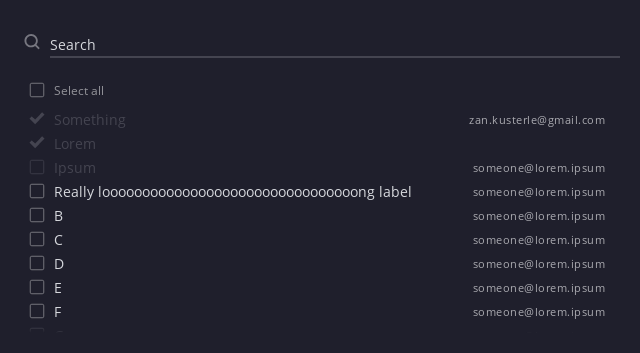 Search
Select all
Something zan.kusterle@gmail.com
Lorem
Ipsum someone@lorem.ipsum
Really looooooooooooooooooooooooooooooooong label someone@lorem.ipsum
B someone@lorem.ipsum
C someone@lorem.ipsum
D someone@lorem.ipsum
E someone@lorem.ipsum
F someone@lorem.ipsum